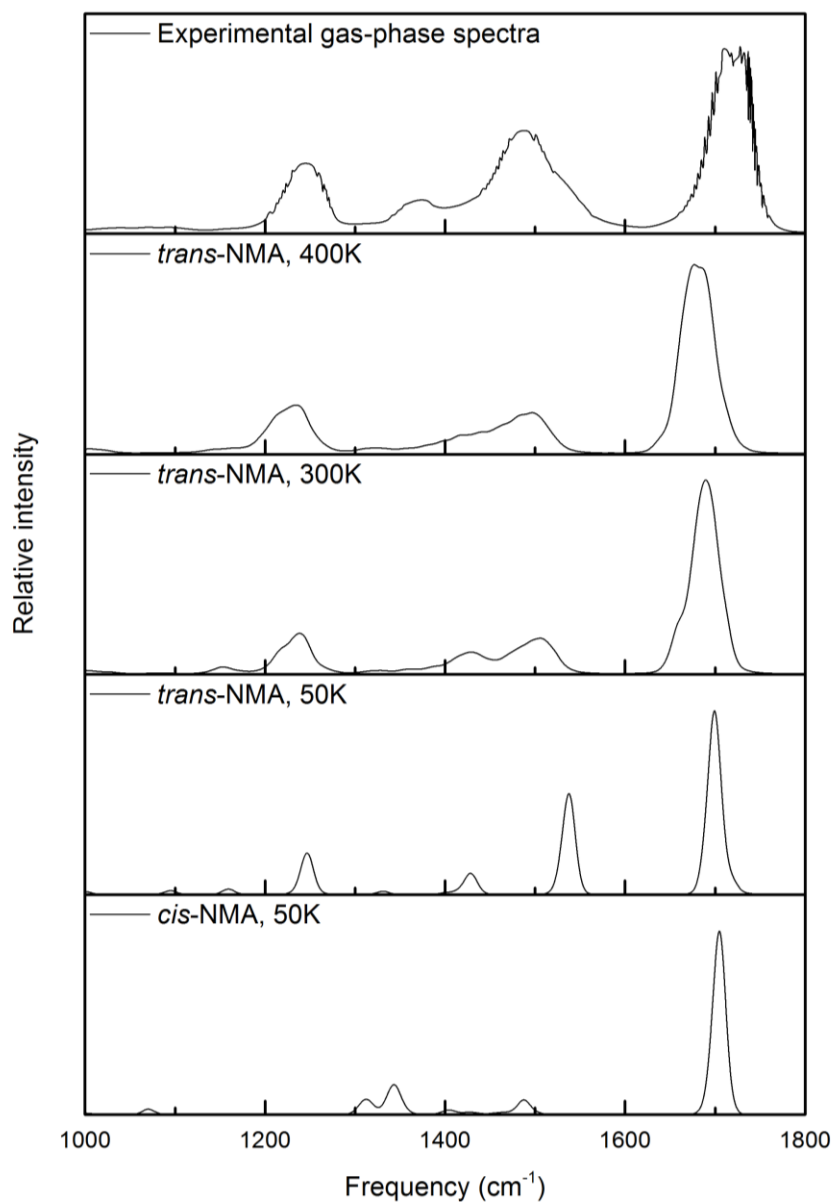 Experimental gas-phase spectra
trans-NMA, 400K
trans-NMA, 300K
trans-NMA, 50K
cis-NMA, 50K
Relative intensity
1000 1200 1400 1600 1800
Frequency (cm⁻¹)